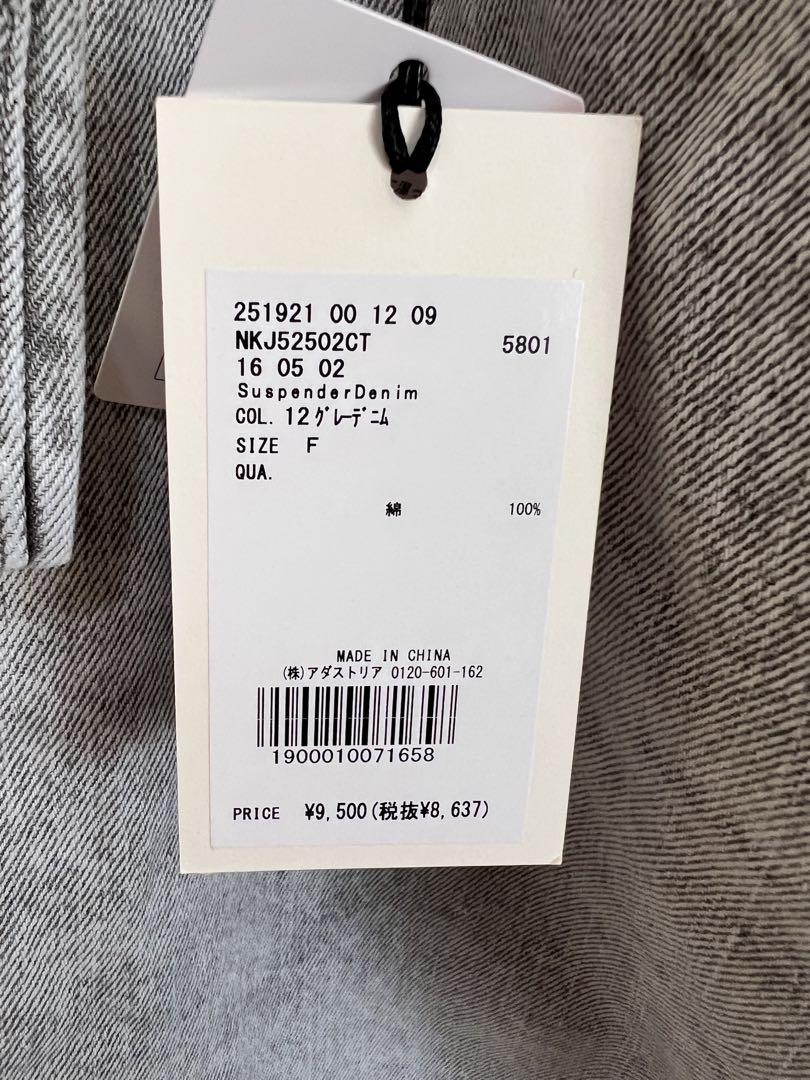 251921 00 12 09
NKJ52502CT 5801
16 05 02
SuspenderDenim
COL. 12 ｸﾞﾚｰﾃﾞﾆﾑ
SIZE F
QUA.
綿 100%
MADE IN CHINA
(株)アダストリア 0120-601-162
1900010071658
PRICE ¥9,500(税抜¥8,637)